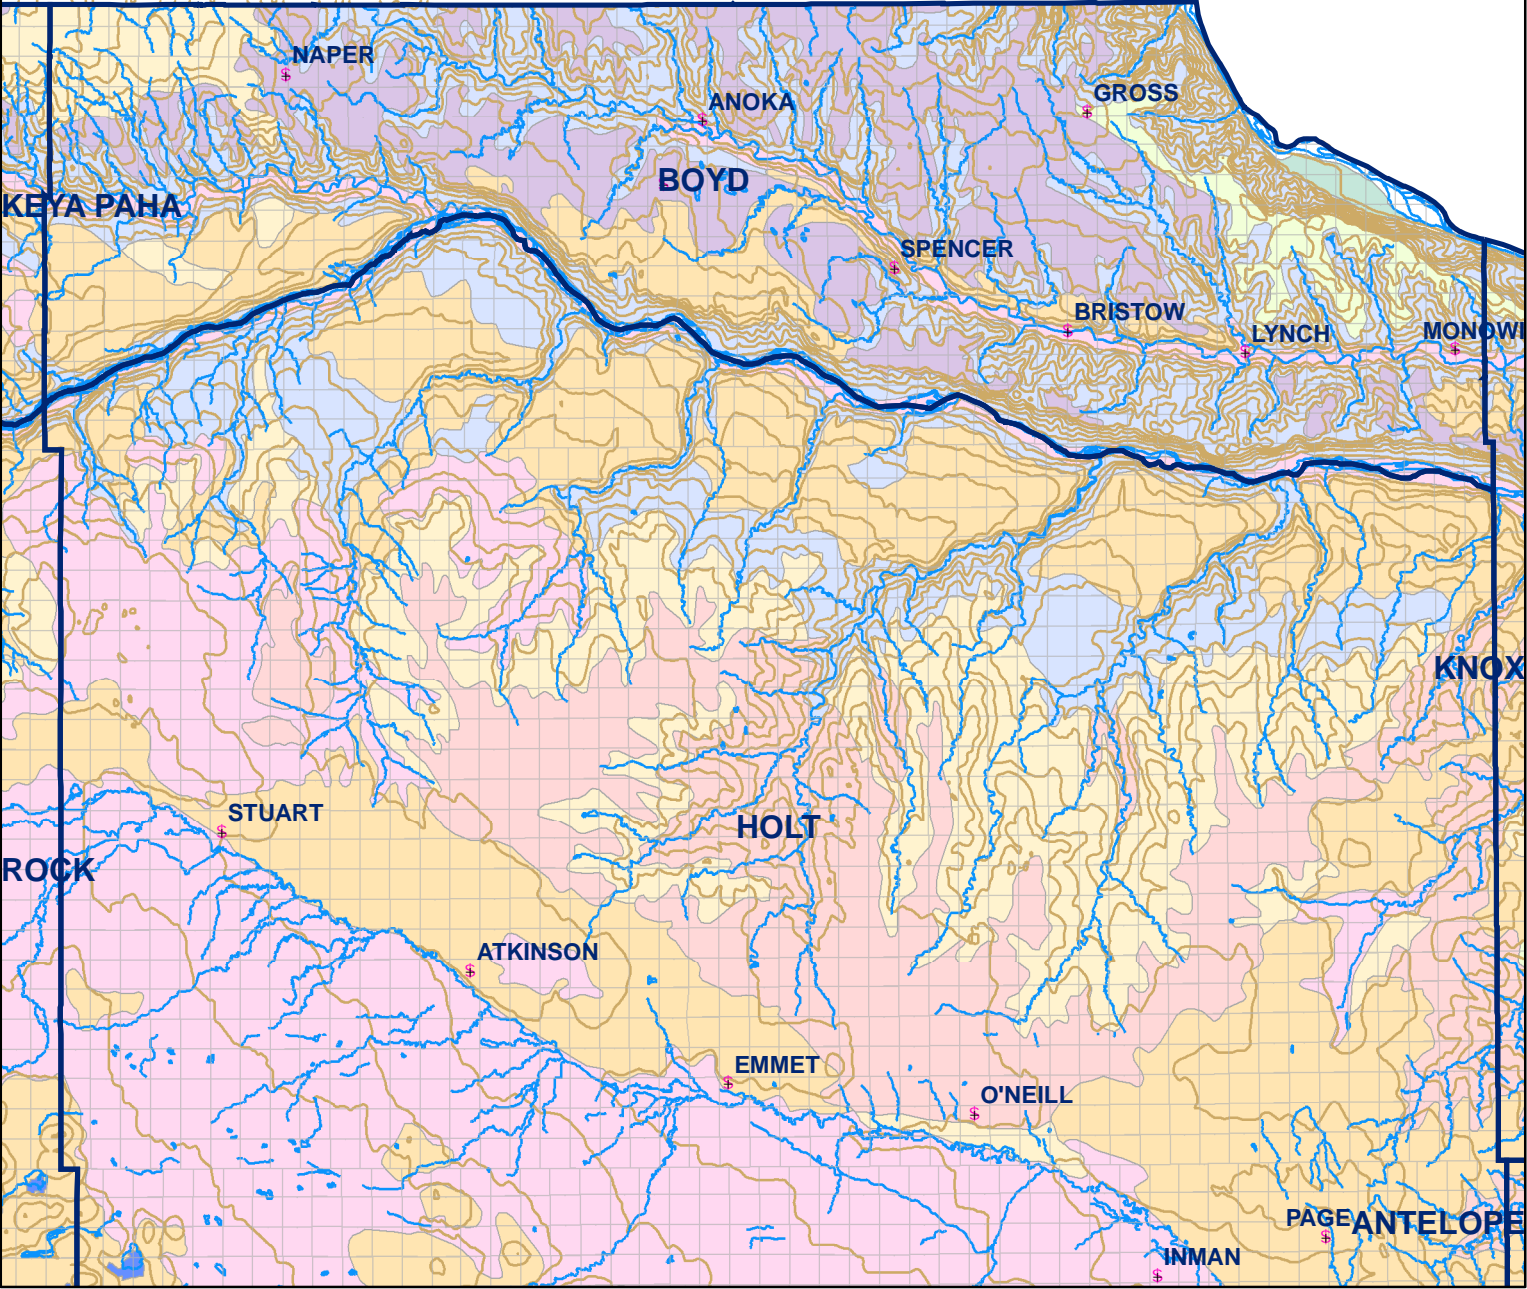 NAPER
GROSS
ANOKA
BOYD
KEYA PAHA
SPENCER
BRISTOW
LYNCH
MONOWI
KNOX
STUART
HOLT
ROCK
ATKINSON
EMMET
O'NEILL
PAGE
ANTELOPE
INMAN